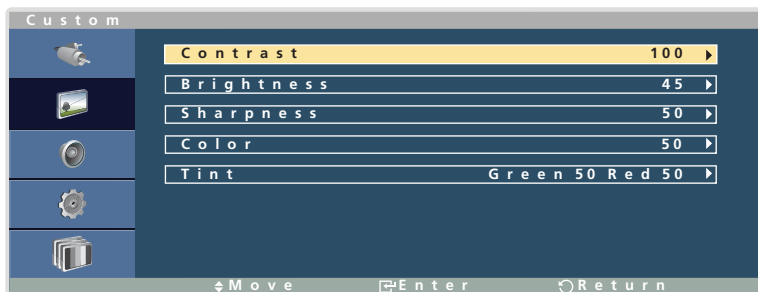 Custom
Contrast 100
Brightness 45
Sharpness 50
Color 50
Tint Green 50 Red 50
Move Enter Return